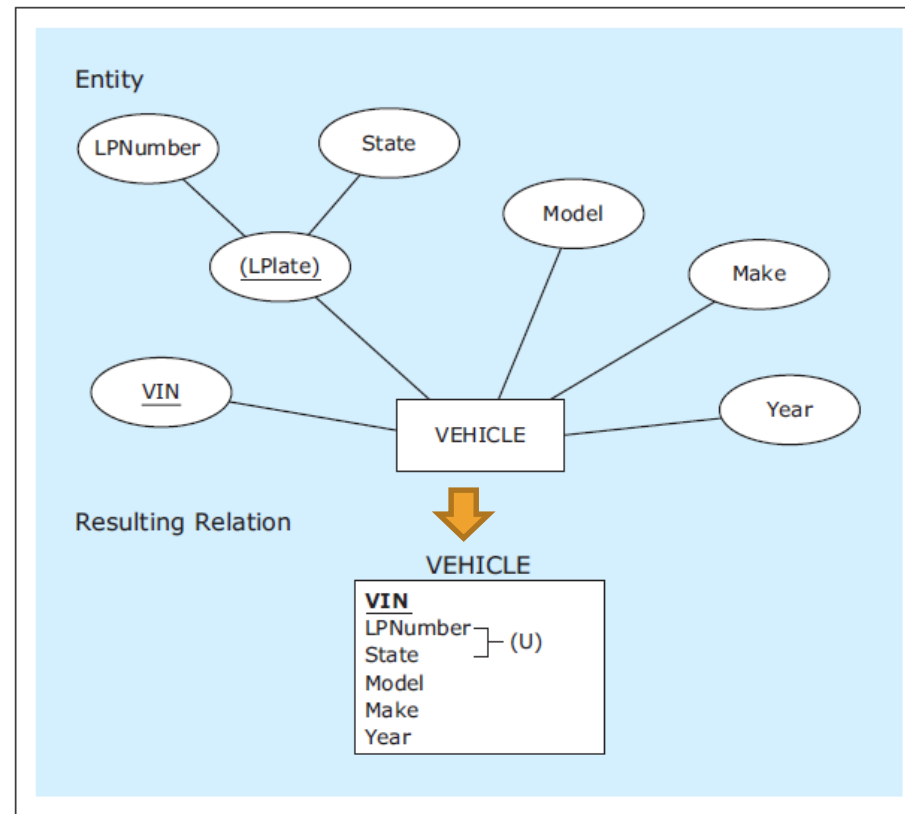 Entity
LPNumber
State
Model
(LPlate)
Make
VIN
Year
VEHICLE
Resulting Relation
VEHICLE
VIN
LPNumber
(U)
State
Model
Make
Year